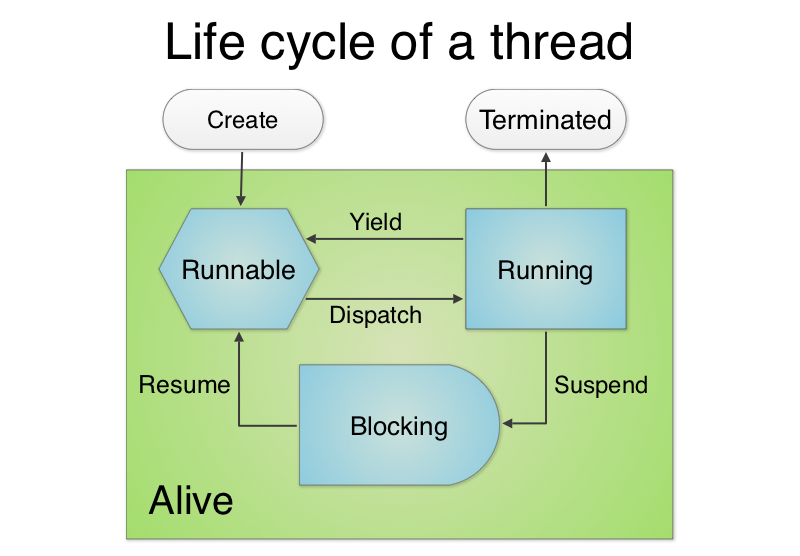 Life cycle of a thread
Create
Terminated
Yield
Runnable
Running
Dispatch
Resume
Suspend
Blocking
Alive